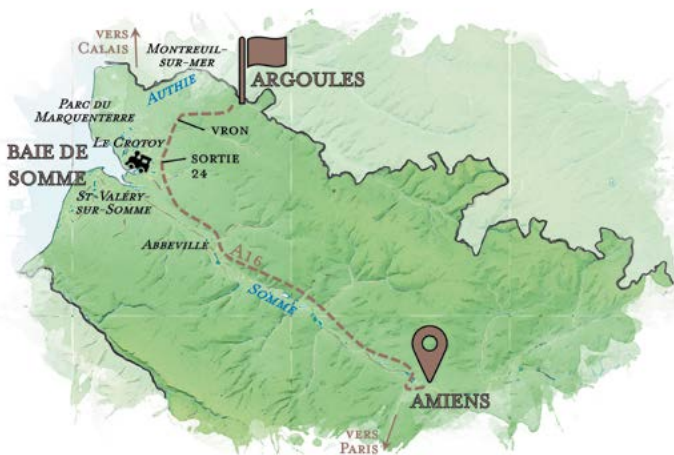 VERS
CALAIS
MONTREUIL-
SUR-MER
ARGOULES
AUTHIE
PARC DU
MARQUENTERRE
VRON
LE CROTOY
BAIE DE
SOMME
SORTIE
24
ST-VALÉRY-
SUR-SOMME
ABBEVILLE
A16
SOMME
AMIENS
VERS
PARIS